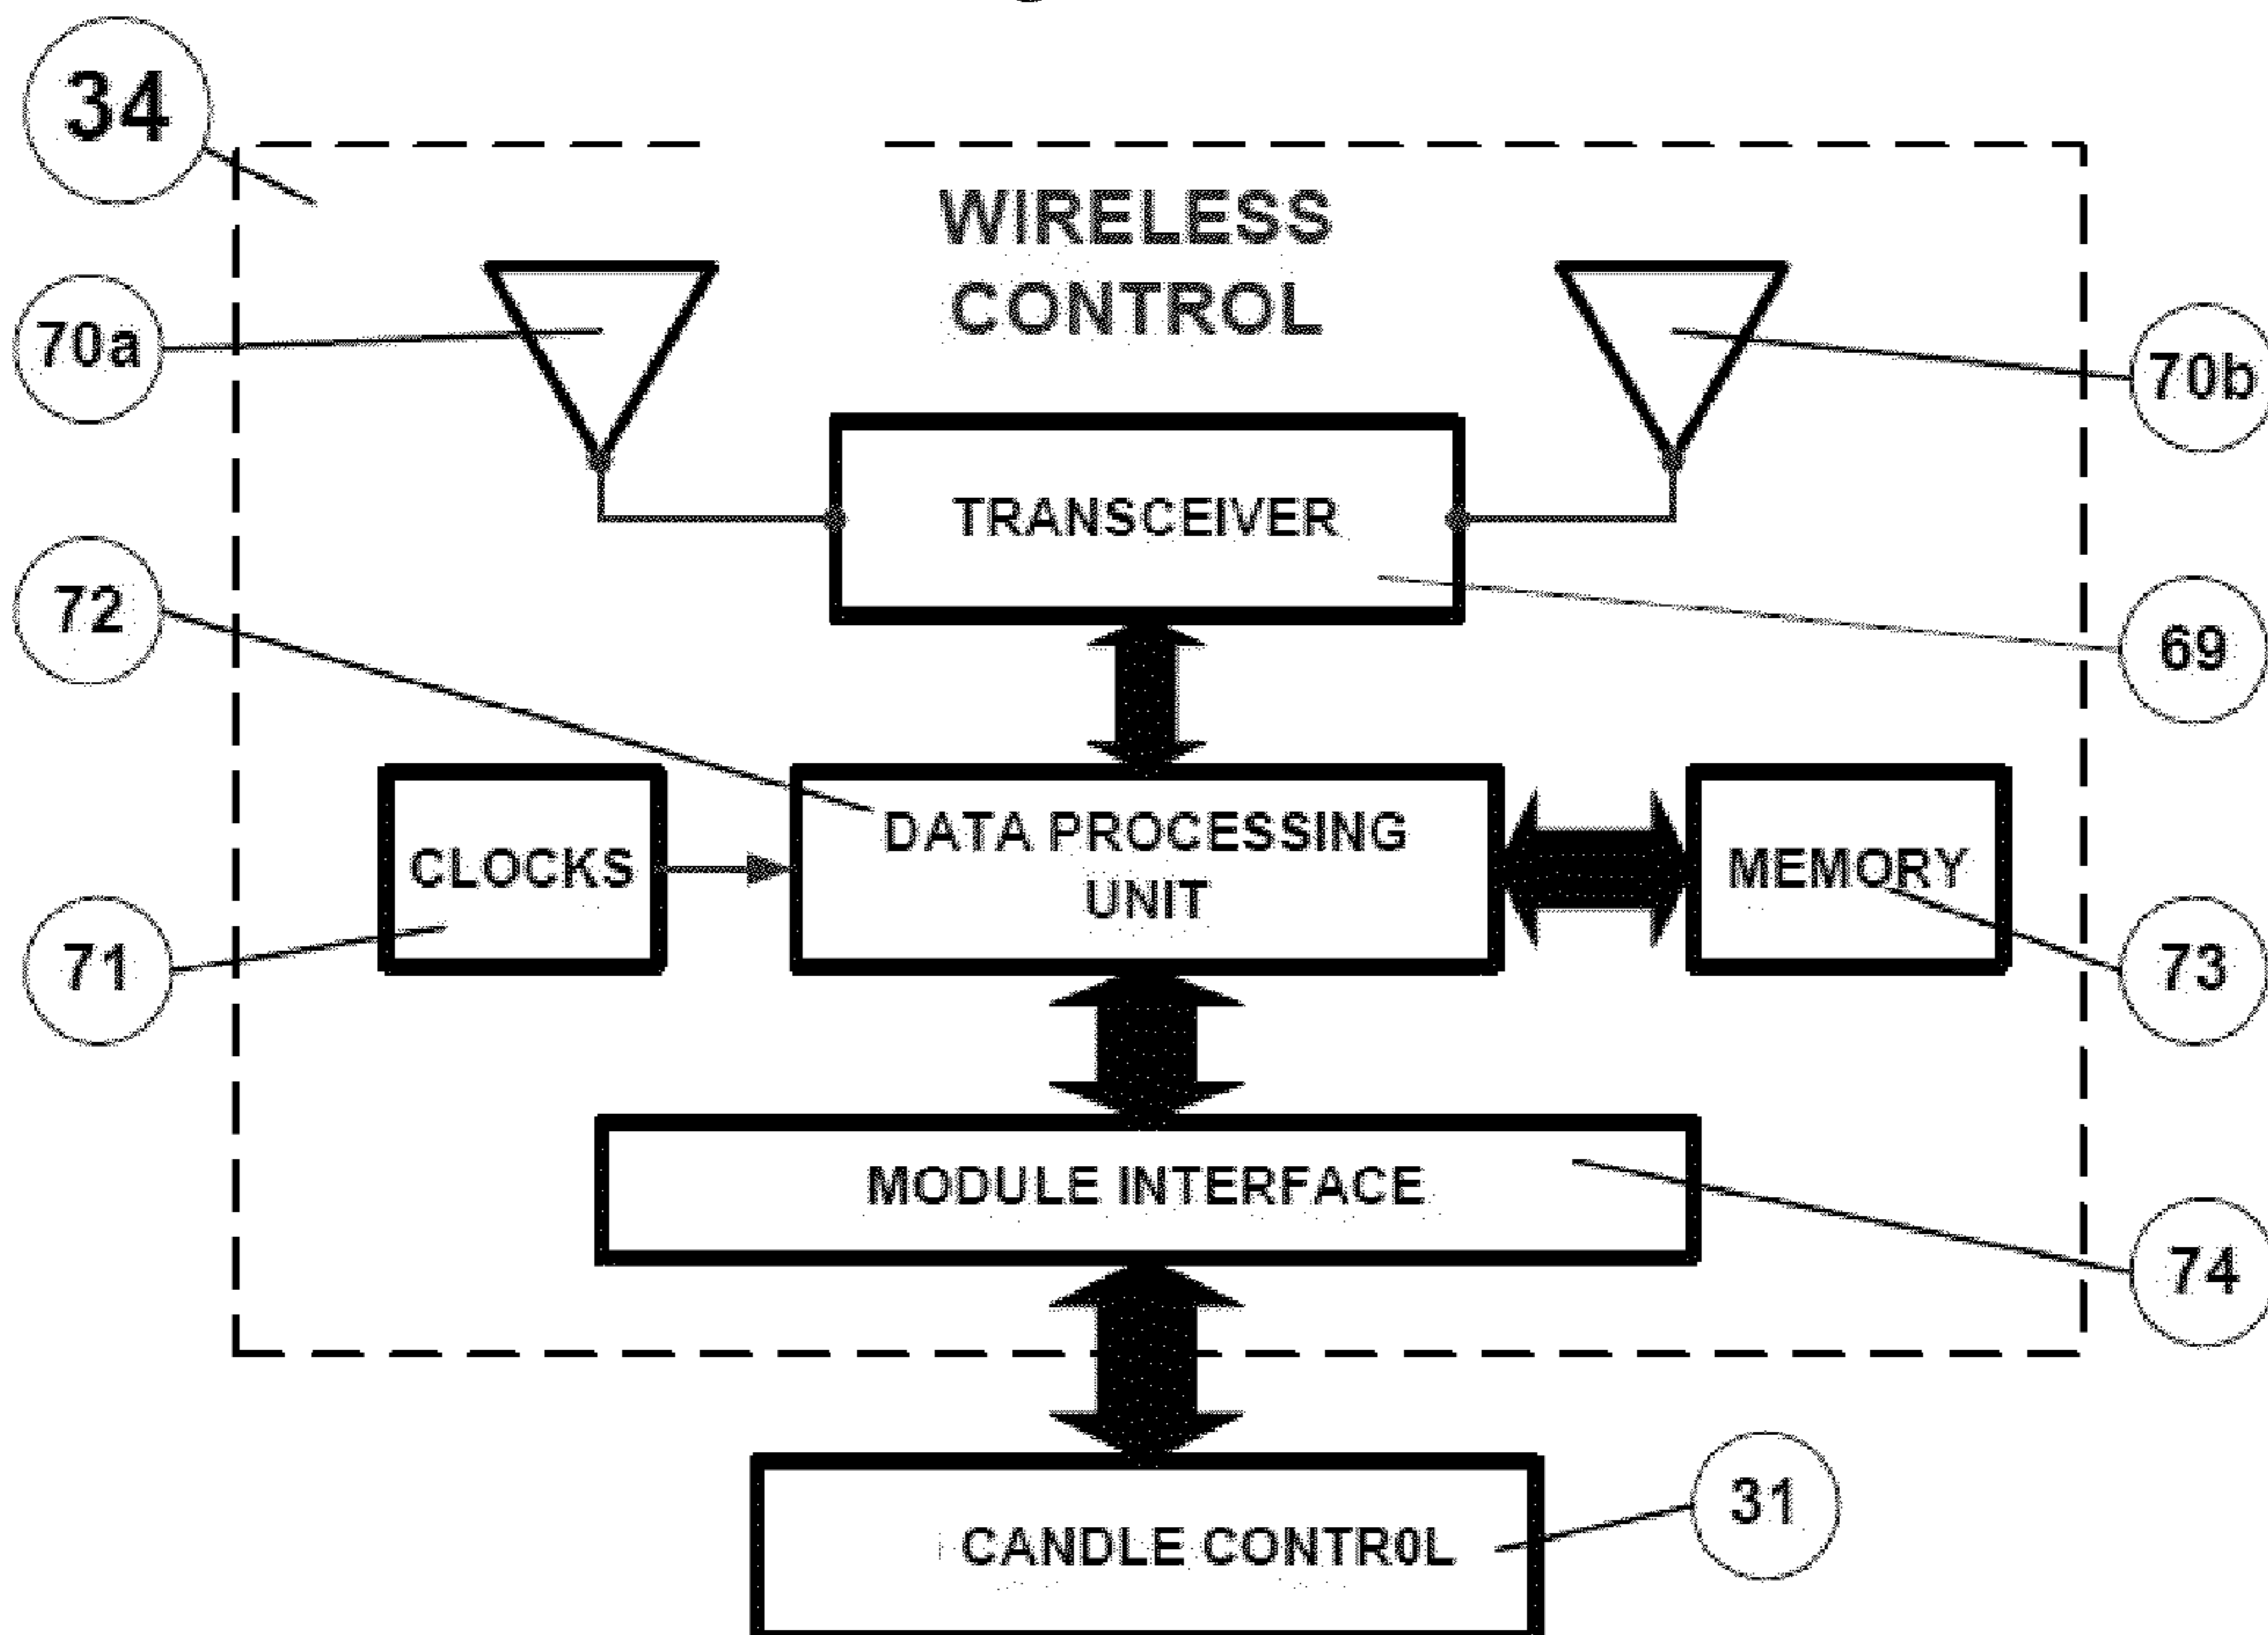 34
WIRELESS
CONTROL
70a
70b
TRANSCEIVER
72
69
DATA PROCESSING
UNIT
CLOCKS
MEMORY
71
73
MODULE INTERFACE
74
31
CANDLE CONTR0L